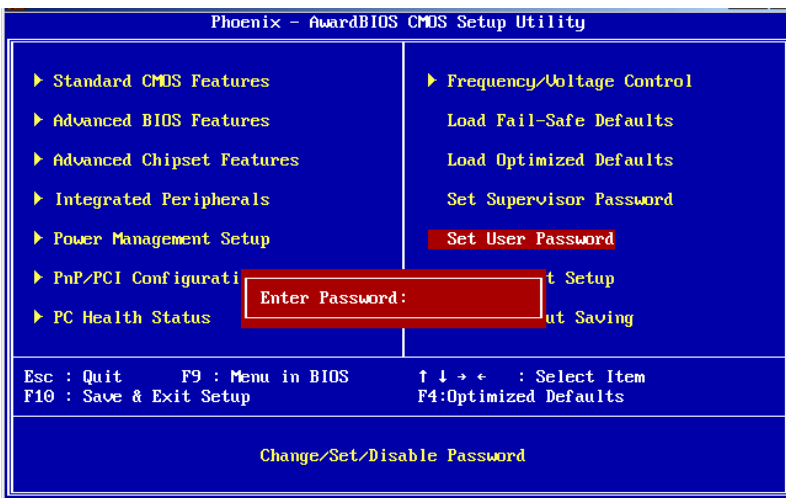 Phoenix - AwardBIOS CMOS Setup Utility
Standard CMOS Features
Advanced BIOS Features
Advanced Chipset Features
Integrated Peripherals
Power Management Setup
PnP/PCI Configurati
PC Health Status
Frequency/Voltage Control
Load Fail-Safe Defaults
Load Optimized Defaults
Set Supervisor Password
Set User Password
t Setup
ut Saving
Enter Password:
Esc : Quit F9 : Menu in BIOS ↑ ↓ → ← : Select Item
F10 : Save & Exit Setup F4:Optimized Defaults
Change/Set/Disable Password